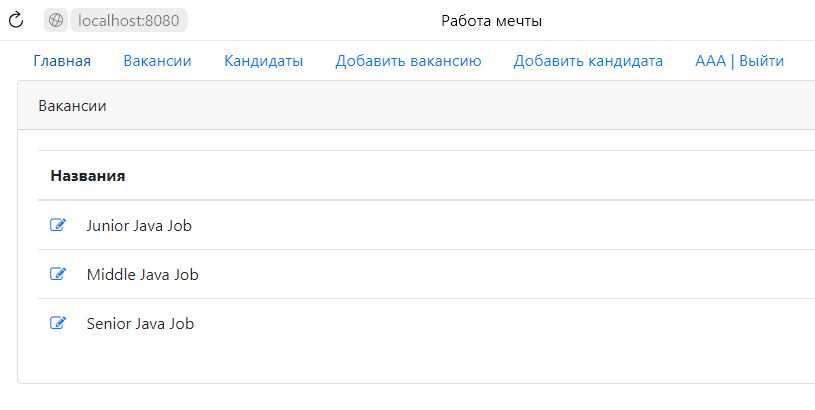 localhost:8080 Работа мечты
Главная Вакансии Кандидаты Добавить вакансию Добавить кандидата AAA | Выйти
Вакансии
Названия
Junior Java Job
Middle Java Job
Senior Java Job